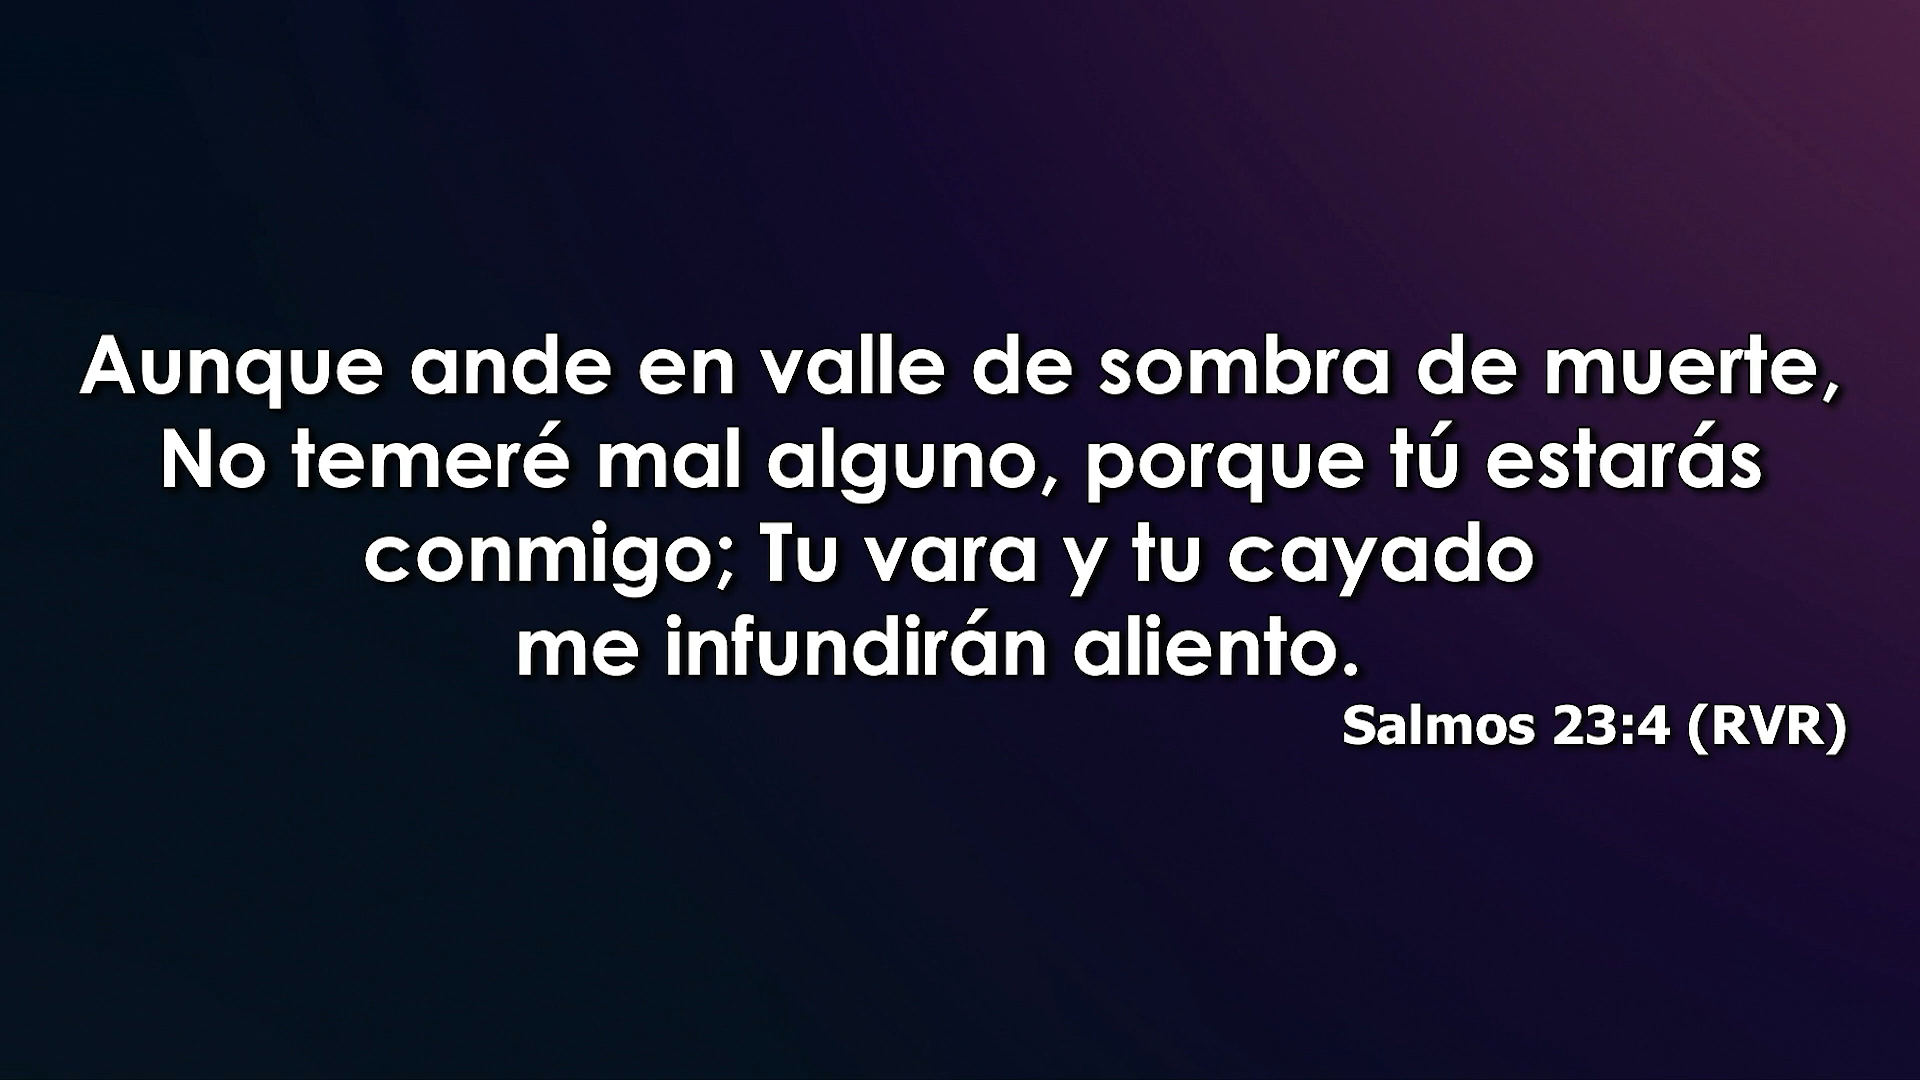 Aunque ande en valle de sombra de muerte,
No temeré mal alguno, porque tú estarás
conmigo; Tu vara y tu cayado
me infundirán aliento.
Salmos 23:4 (RVR)